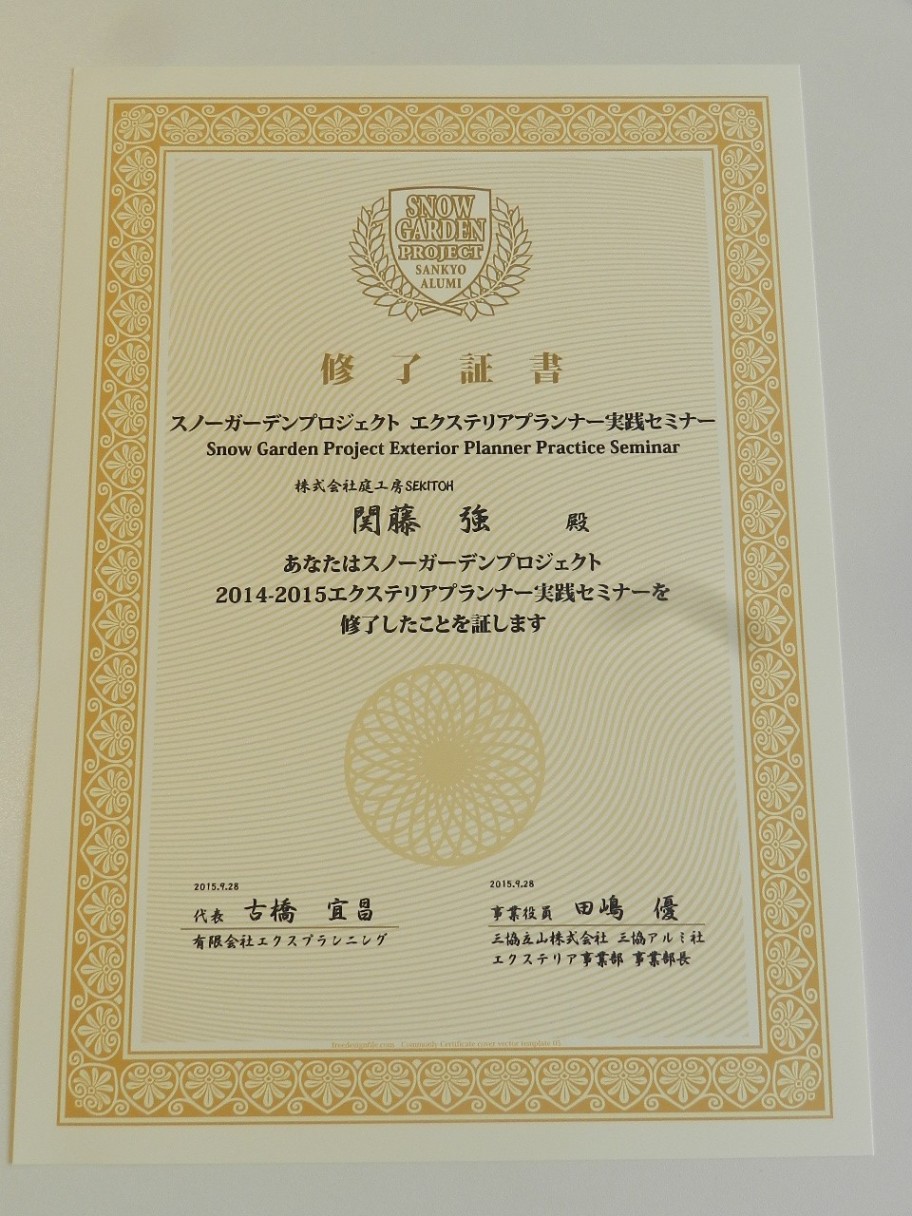 SNOW
GARDEN
PROJECT
SANKYO
ALUMI
修了証書
スノーガーデンプロジェクト エクステリアプランナー実践セミナー
Snow Garden Project Exterior Planner Practice Seminar
株式会社庭工房SEKITOH
関藤 強 殿
あなたはスノーガーデンプロジェクト
2014-2015エクステリアプランナー実践セミナーを
修了したことを証します
2015.9.28
代表 古橋 宜昌
有限会社エクスプランニング
2015.9.28
事業役員 田嶋 優
三協立山株式会社 三協アルミ社
エクステリア事業部 事業部長
freedesignfile.com Commonly Certificate cover vector template 05